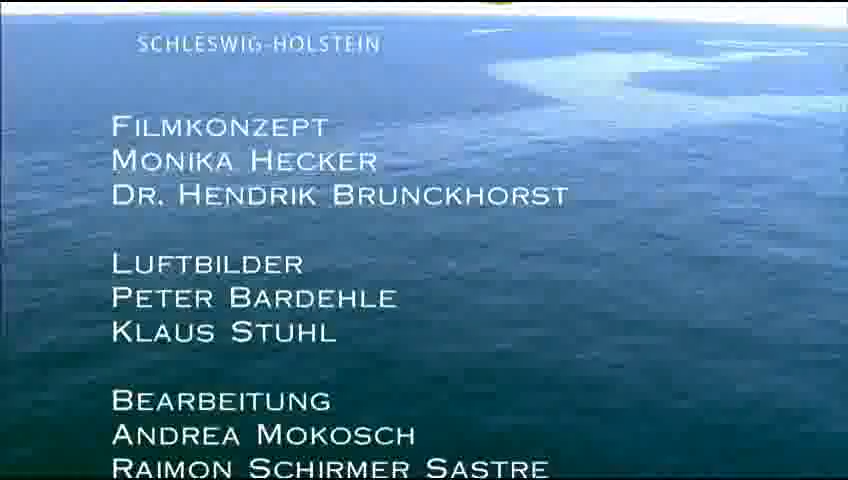 SCHLESWIG-HOLSTEIN
FILMKONZEPT
MONIKA HECKER
DR. HENDRIK BRUNCKHORST
LUFTBILDER
PETER BARDEHLE
KLAUS STUHL
BEARBEITUNG
ANDREA MOKOSCH
RAIMON SCHIRMER SASTRE